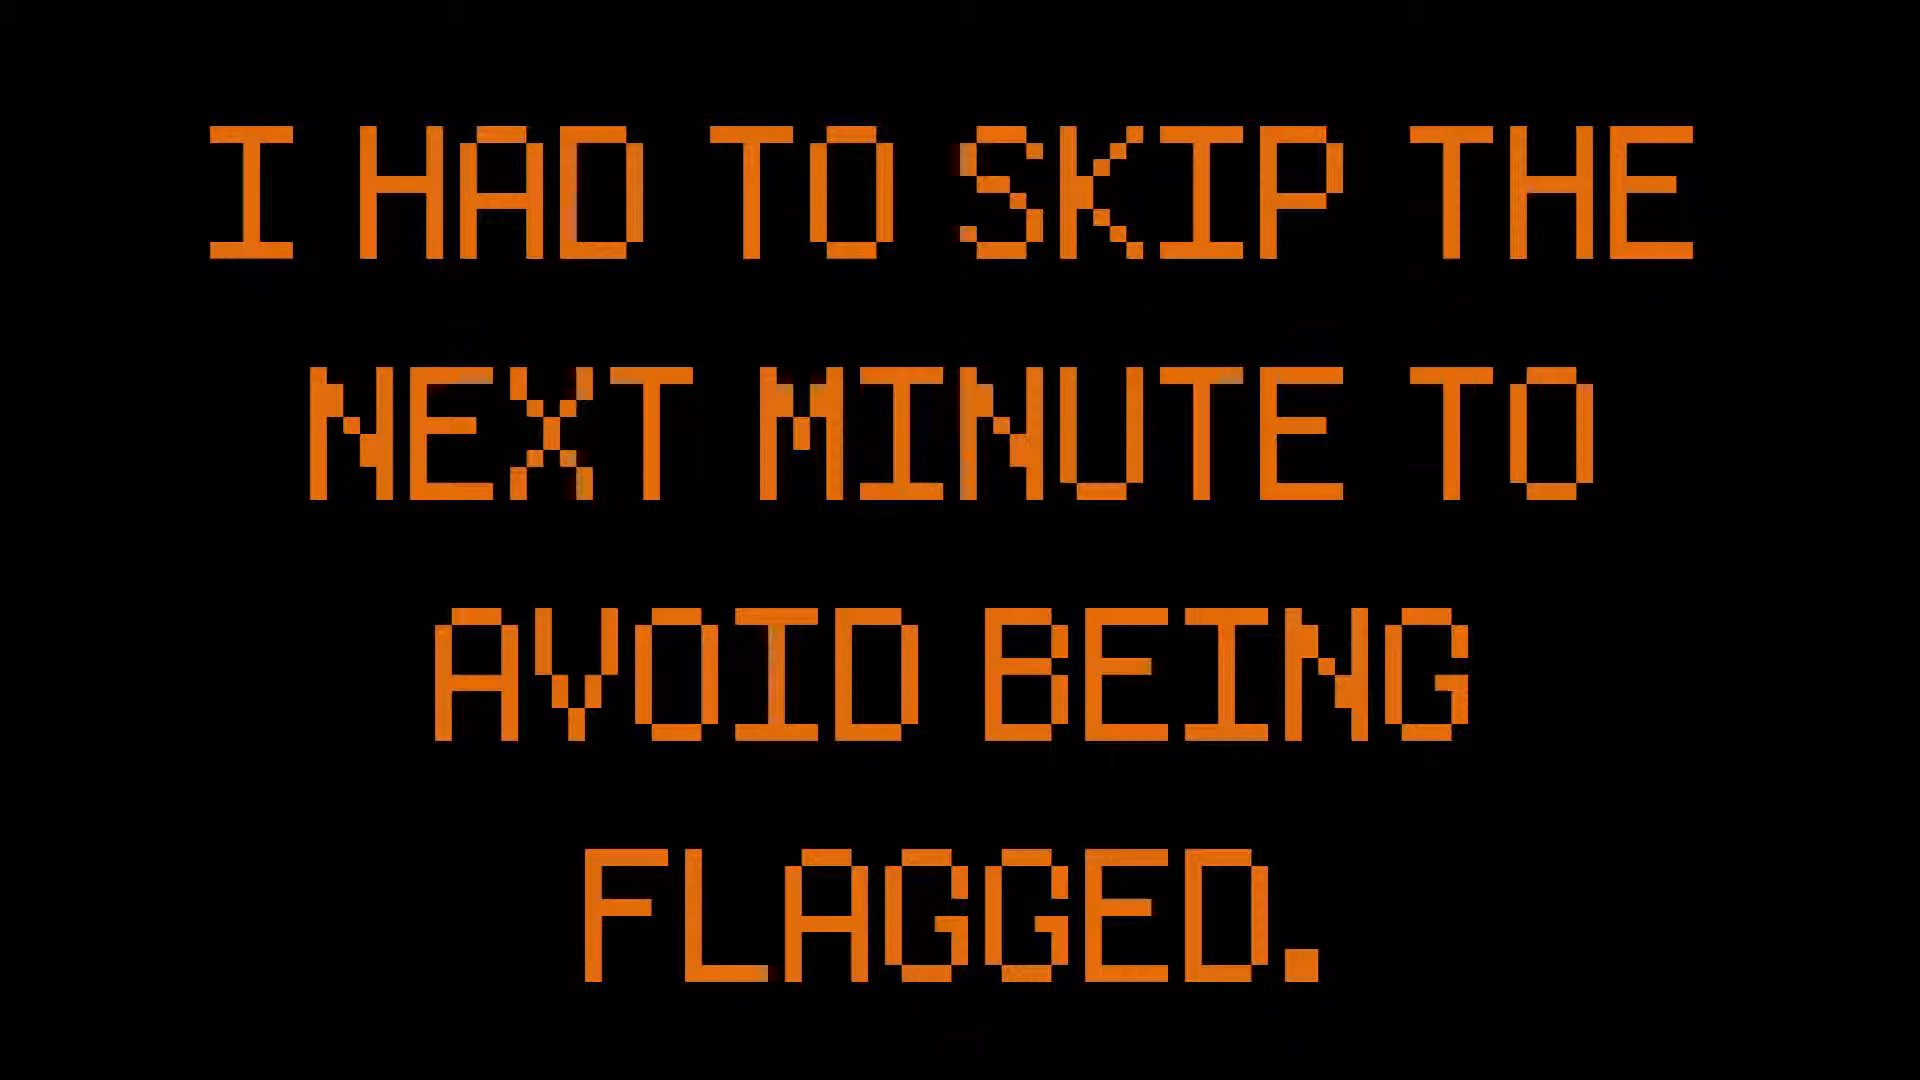 I HAD TO SKIP THE
NEXT MINUTE TO
AVOID BEING
FLAGGED.